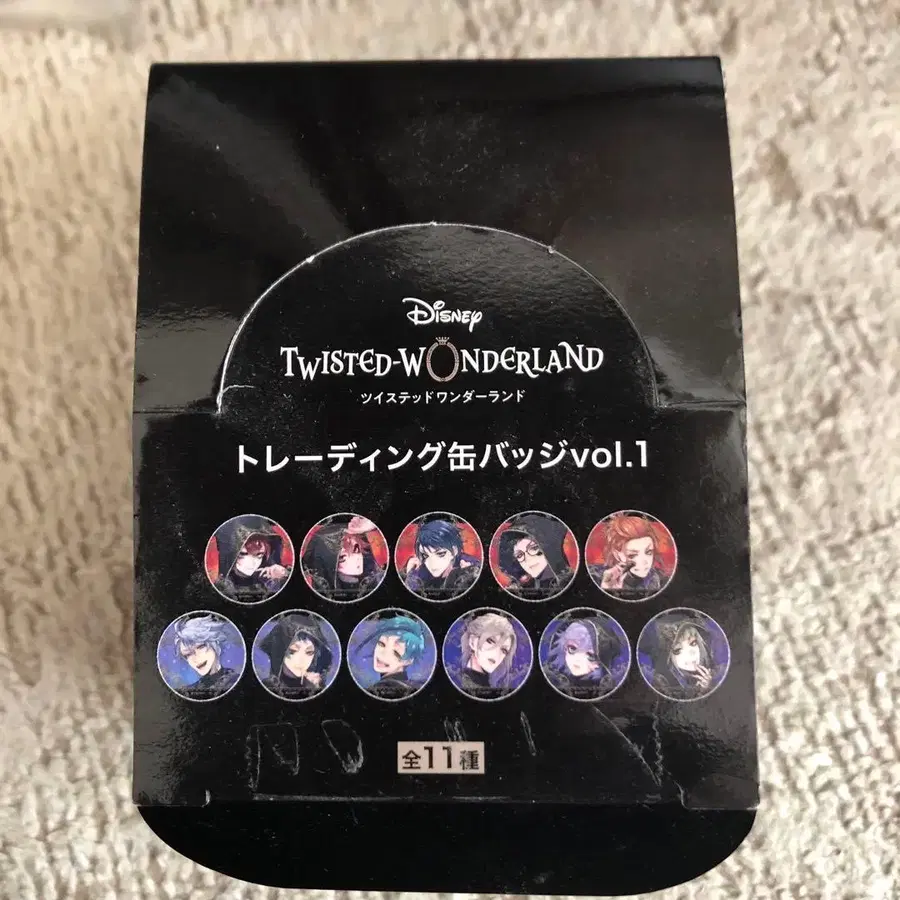 Disney
TWISTED-WONDERLAND
ツイステッドワンダーランド
トレーディング缶バッジvol.1
全11種